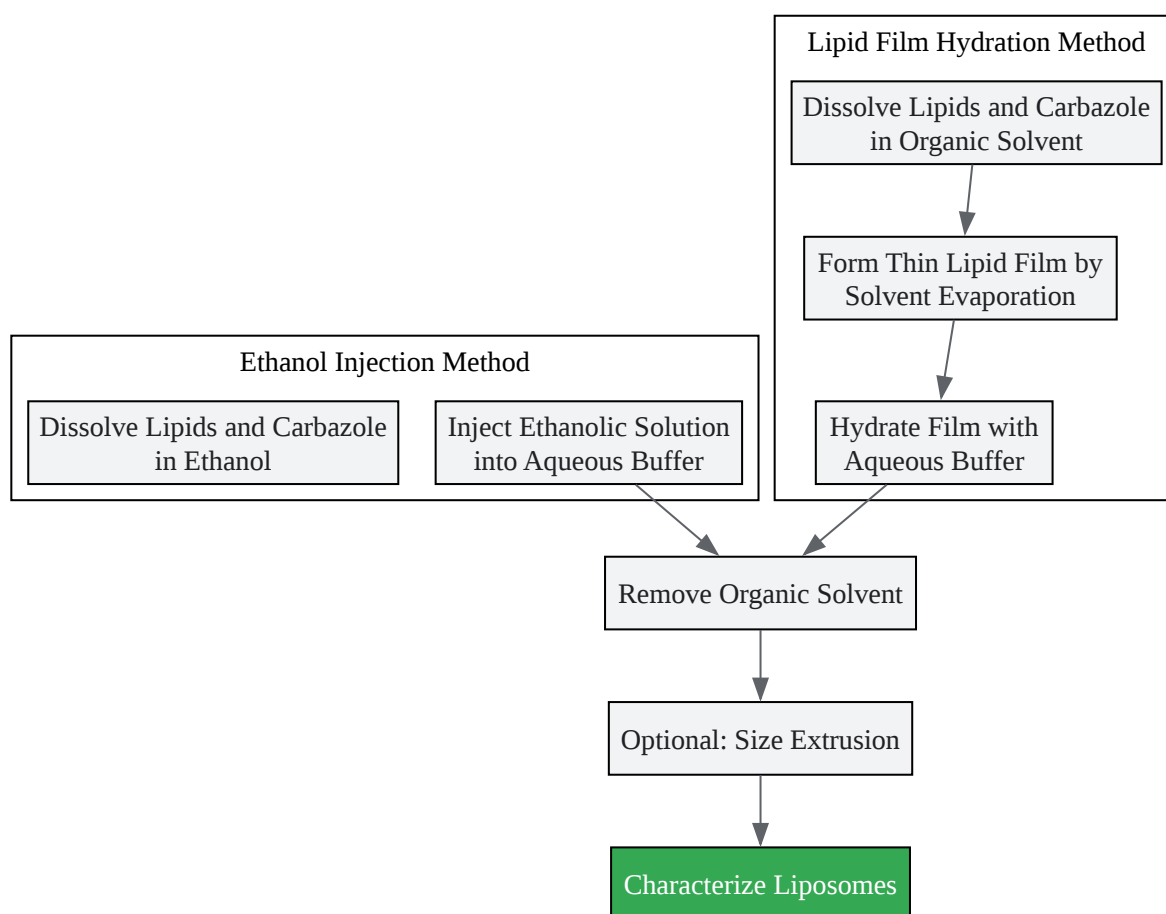 Lipid Film Hydration Method
Dissolve Lipids and Carbazole
in Organic Solvent
Form Thin Lipid Film by
Solvent Evaporation
Ethanol Injection Method
Dissolve Lipids and Carbazole
in Ethanol
Inject Ethanolic Solution
into Aqueous Buffer
Hydrate Film with
Aqueous Buffer
Remove Organic Solvent
Optional: Size Extrusion
Characterize Liposomes